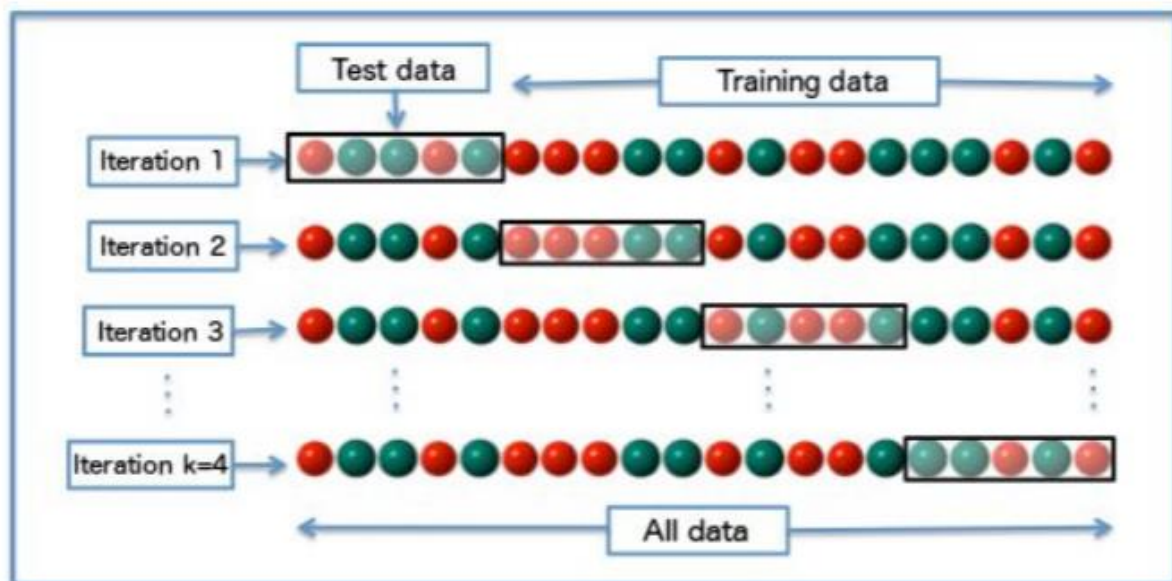 Test data
Training data
Iteration 1
Iteration 2
Iteration 3
Iteration k=4
All data